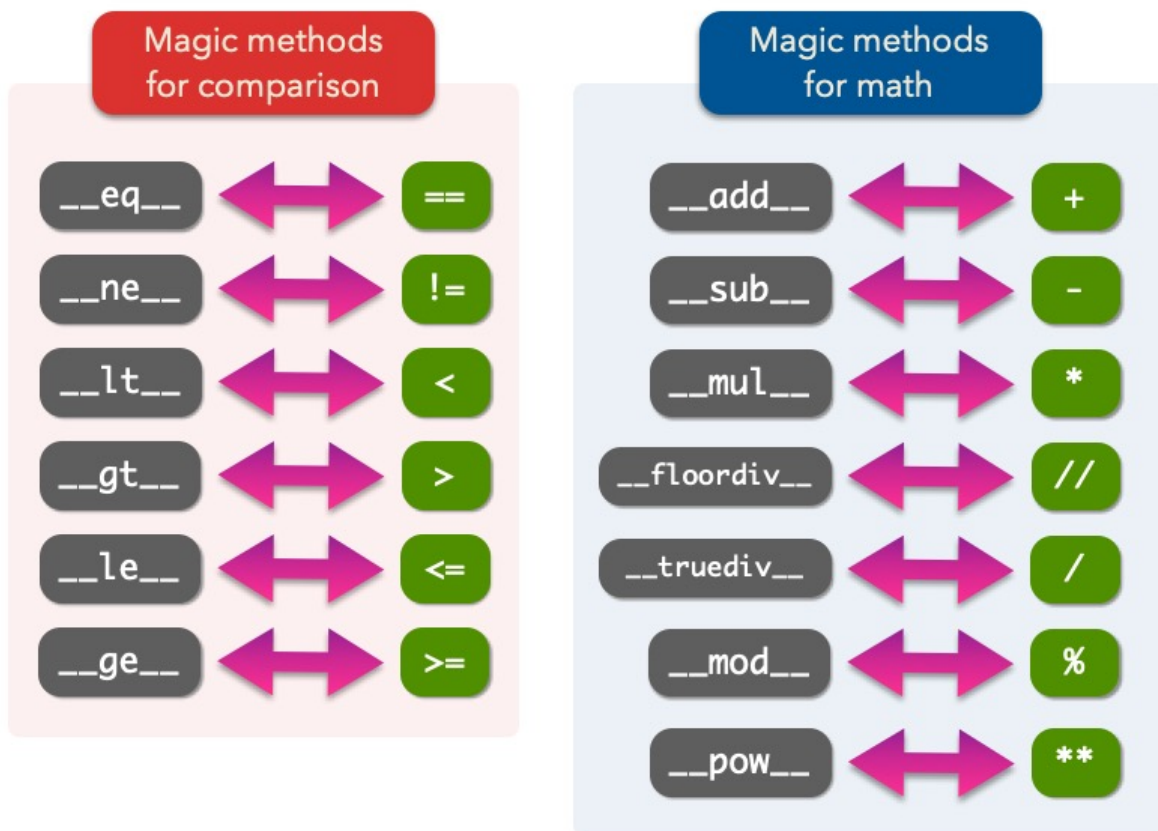 Magic methods
for comparison
__eq__ ==
__ne__ !=
__lt__ <
__gt__ >
__le__ <=
__ge__ >=
Magic methods
for math
__add__ +
__sub__ -
__mul__ *
__floordiv__ //
__truediv__ /
__mod__ %
__pow__ **